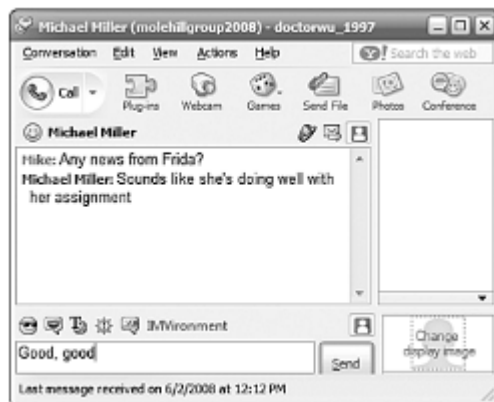 Michael Miller (molehillgroup2008) - doctorwu_1997
Conversation Edit View Actions Help
Y! Search the web
Call Plug-ins Webcam Games Send File Photos Conference
Michael Miller
Mike: Any news from Frida?
Michael Miller: Sounds like she's doing well with
her assignment
IMVironment
Good, good
Send
Change
display image
Last message received on 6/2/2008 at 12:12 PM